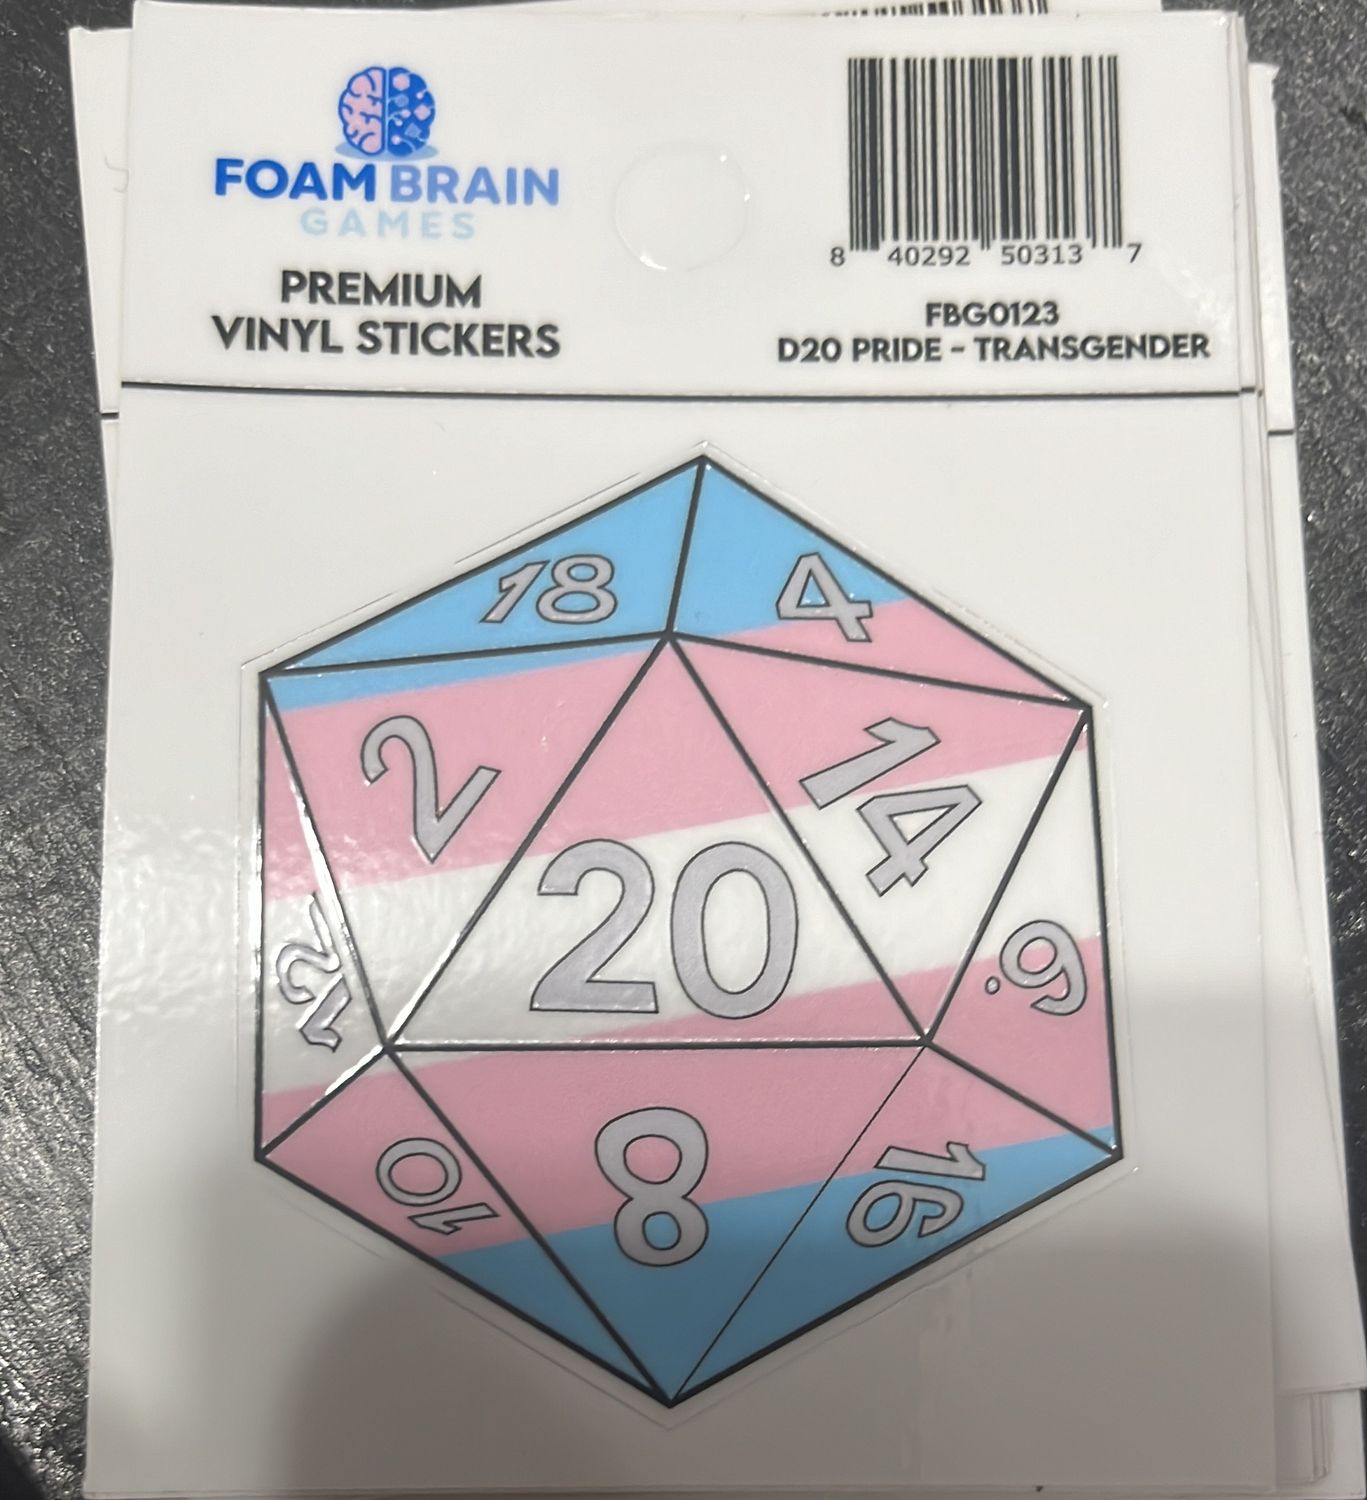 FOAM BRAIN
GAMES
PREMIUM
VINYL STICKERS
8 40292 50313 7
FBG0123
D20 PRIDE - TRANSGENDER
18
4
2
14
20
12
9.
10
8
16